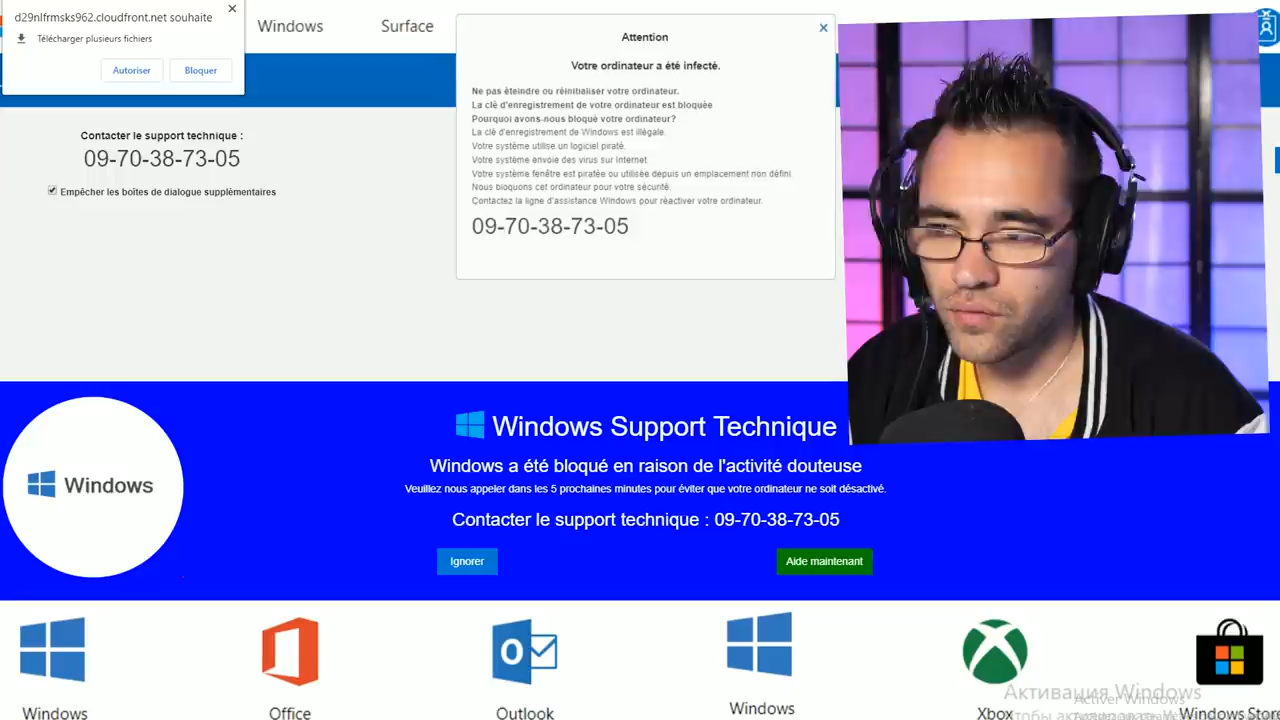 d29nlfrmsks962.cloudfront.net souhaite
Télécharger plusieurs fichiers
Autoriser
Bloquer
Windows
Surface
Contacter le support technique :
09-70-38-73-05
Empêcher les boîtes de dialogue supplémentaires
Attention
Votre ordinateur a été infecté.
Ne pas éteindre ou réinitialiser votre ordinateur.
La clé d'enregistrement de votre ordinateur est bloquée
Pourquoi avons-nous bloqué votre ordinateur?
La clé d'enregistrement de Windows est illégale.
Votre système utilise un logiciel piraté.
Votre système envoie des virus sur Internet.
Votre système fenêtre est piratée ou utilisée depuis un emplacement non défini.
Nous bloquons cet ordinateur pour votre sécurité.
Contactez la ligne d'assistance Windows pour réactiver votre ordinateur.
09-70-38-73-05
Windows
Windows Support Technique
Windows a été bloqué en raison de l'activité douteuse
Veuillez nous appeler dans les 5 prochaines minutes pour éviter que votre ordinateur ne soit désactivé.
Contacter le support technique : 09-70-38-73-05
Ignorer
Aide maintenant
Активация Windows
Activer Windows
Windows
Office
Outlook
Windows
Xbox
Windows Store